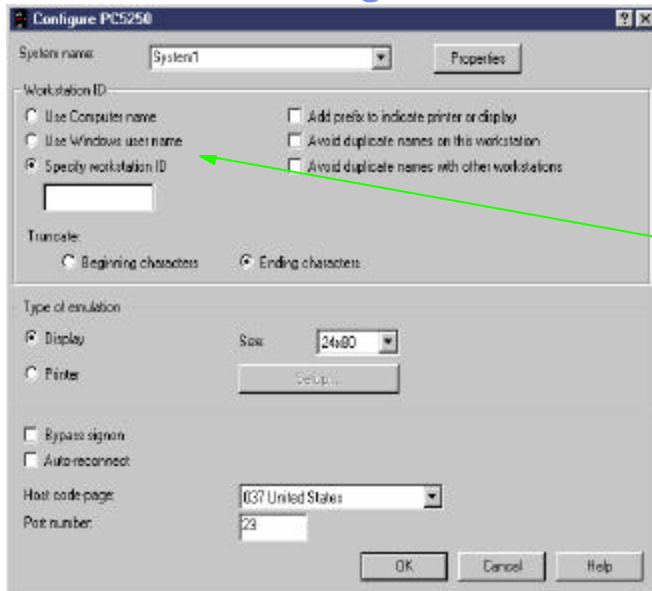 Configure PC5250
System name: System1 Properties
Workstation ID
Use Computer name Add prefix to indicate printer or display
Use Windows user name Avoid duplicate names on this workstation
Specify workstation ID Avoid duplicate names with other workstations
Truncate:
Beginning characters Ending characters
Type of emulation
Display Size: 24x80
Printer Setup...
Bypass signon
Auto-reconnect
Host code-page: 037 United States
Port number: 23
OK Cancel Help